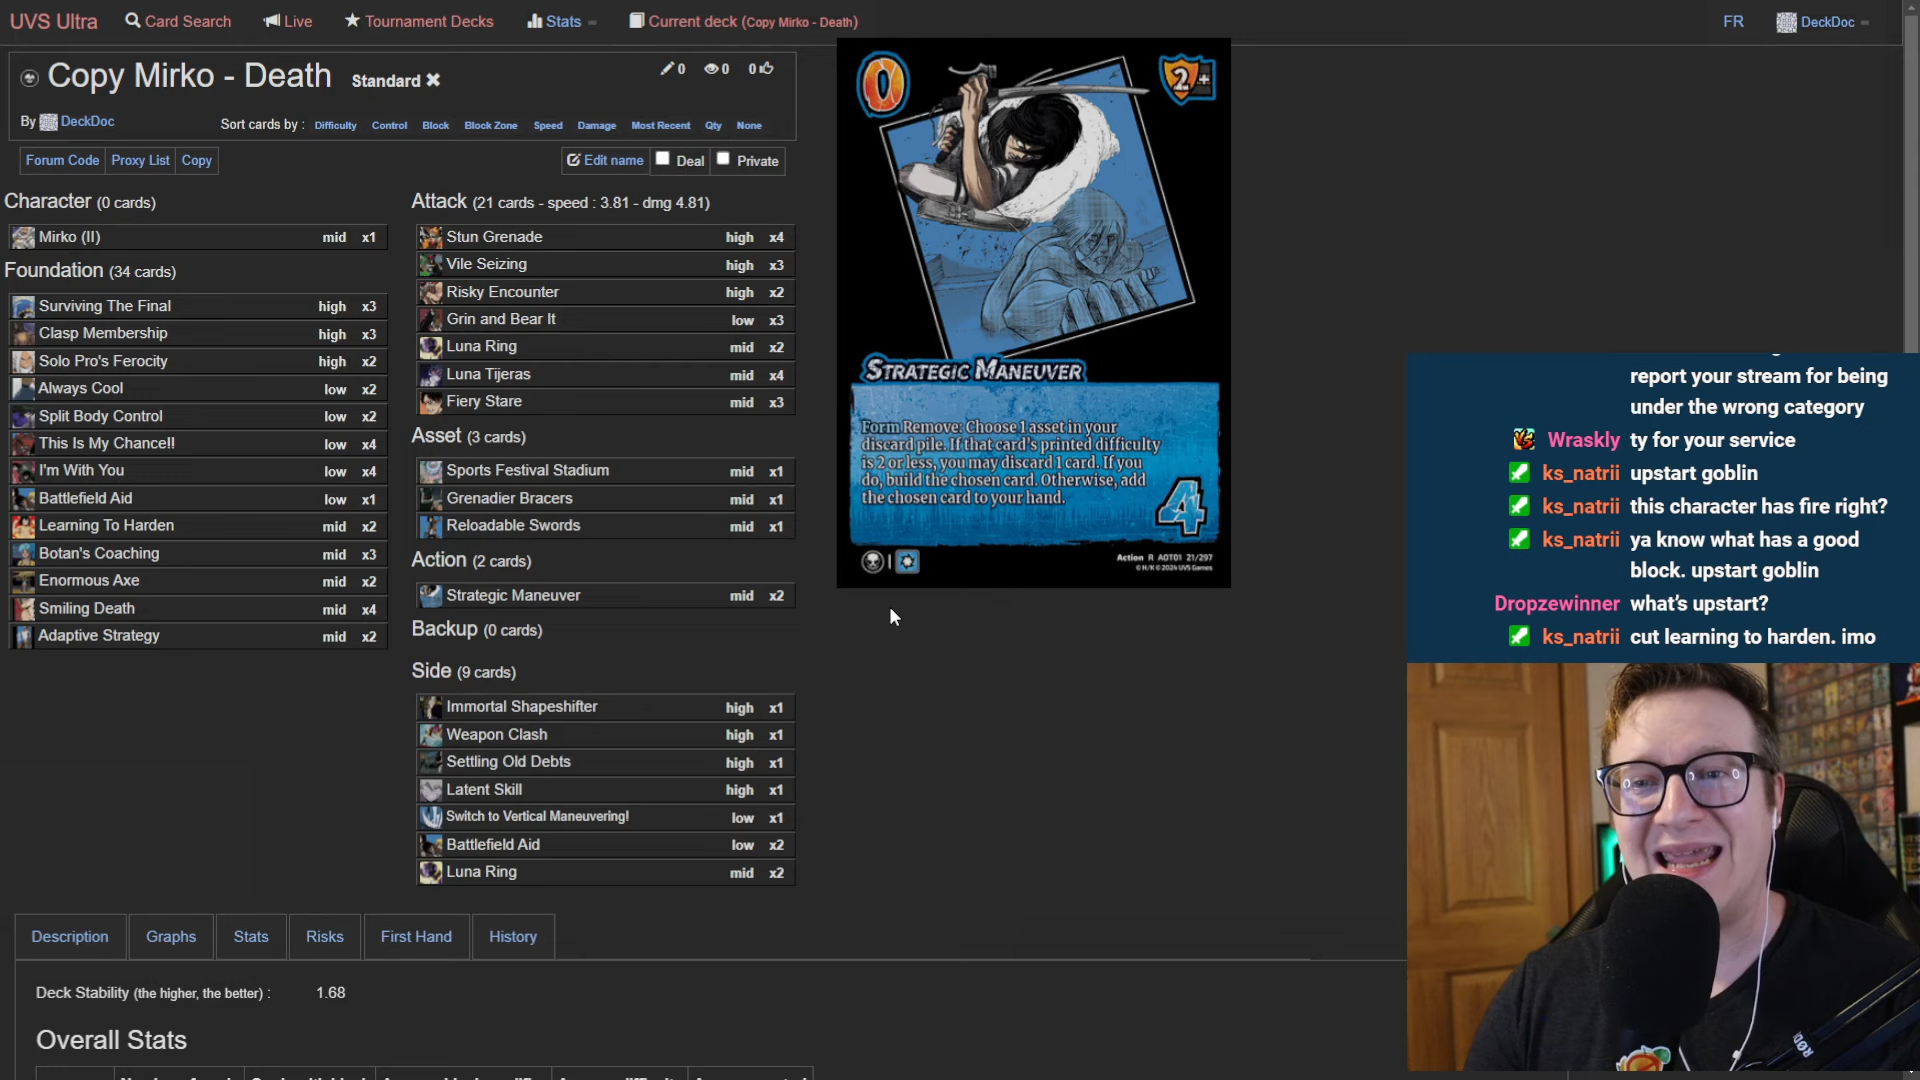 UVS Ultra
Card Search
Live
Tournament Decks
Stats
Current deck (Copy Mirko - Death)
FR
DeckDoc
Copy Mirko - Death Standard
0 0 0
By DeckDoc
Sort cards by : Difficulty Control Block Block Zone Speed Damage Most Recent Qty None
Forum Code Proxy List Copy
Edit name Deal Private
Character (0 cards)
Mirko (II) mid x1
Foundation (34 cards)
Surviving The Final high x3
Clasp Membership high x3
Solo Pro's Ferocity high x2
Always Cool low x2
Split Body Control low x2
This Is My Chance!! low x4
I'm With You low x4
Battlefield Aid low x1
Learning To Harden mid x2
Botan's Coaching mid x3
Enormous Axe mid x2
Smiling Death mid x4
Adaptive Strategy mid x2
Attack (21 cards - speed : 3.81 - dmg 4.81)
Stun Grenade high x4
Vile Seizing high x3
Risky Encounter high x2
Grin and Bear It low x3
Luna Ring mid x2
Luna Tijeras mid x4
Fiery Stare mid x3
Asset (3 cards)
Sports Festival Stadium mid x1
Grenadier Bracers mid x1
Reloadable Swords mid x1
Action (2 cards)
Strategic Maneuver mid x2
Backup (0 cards)
Side (9 cards)
Immortal Shapeshifter high x1
Weapon Clash high x1
Settling Old Debts high x1
Latent Skill high x1
Switch to Vertical Maneuvering! low x1
Battlefield Aid low x2
Luna Ring mid x2
0
2+
Strategic Maneuver
Form Remove: Choose 1 asset in your
discard pile. If that card's printed difficulty
is 2 or less, you may discard 1 card. If you
do, build the chosen card. Otherwise, add
the chosen card to your hand.
4
Action R AOT01 21/297
© H/K © 2024 UVS Games
report your stream for being
under the wrong category
Wraskly ty for your service
ks_natrii upstart goblin
ks_natrii this character has fire right?
ks_natrii ya know what has a good
block. upstart goblin
Dropzewinner what's upstart?
ks_natrii cut learning to harden. imo
Description Graphs Stats Risks First Hand History
Deck Stability (the higher, the better) : 1.68
Overall Stats